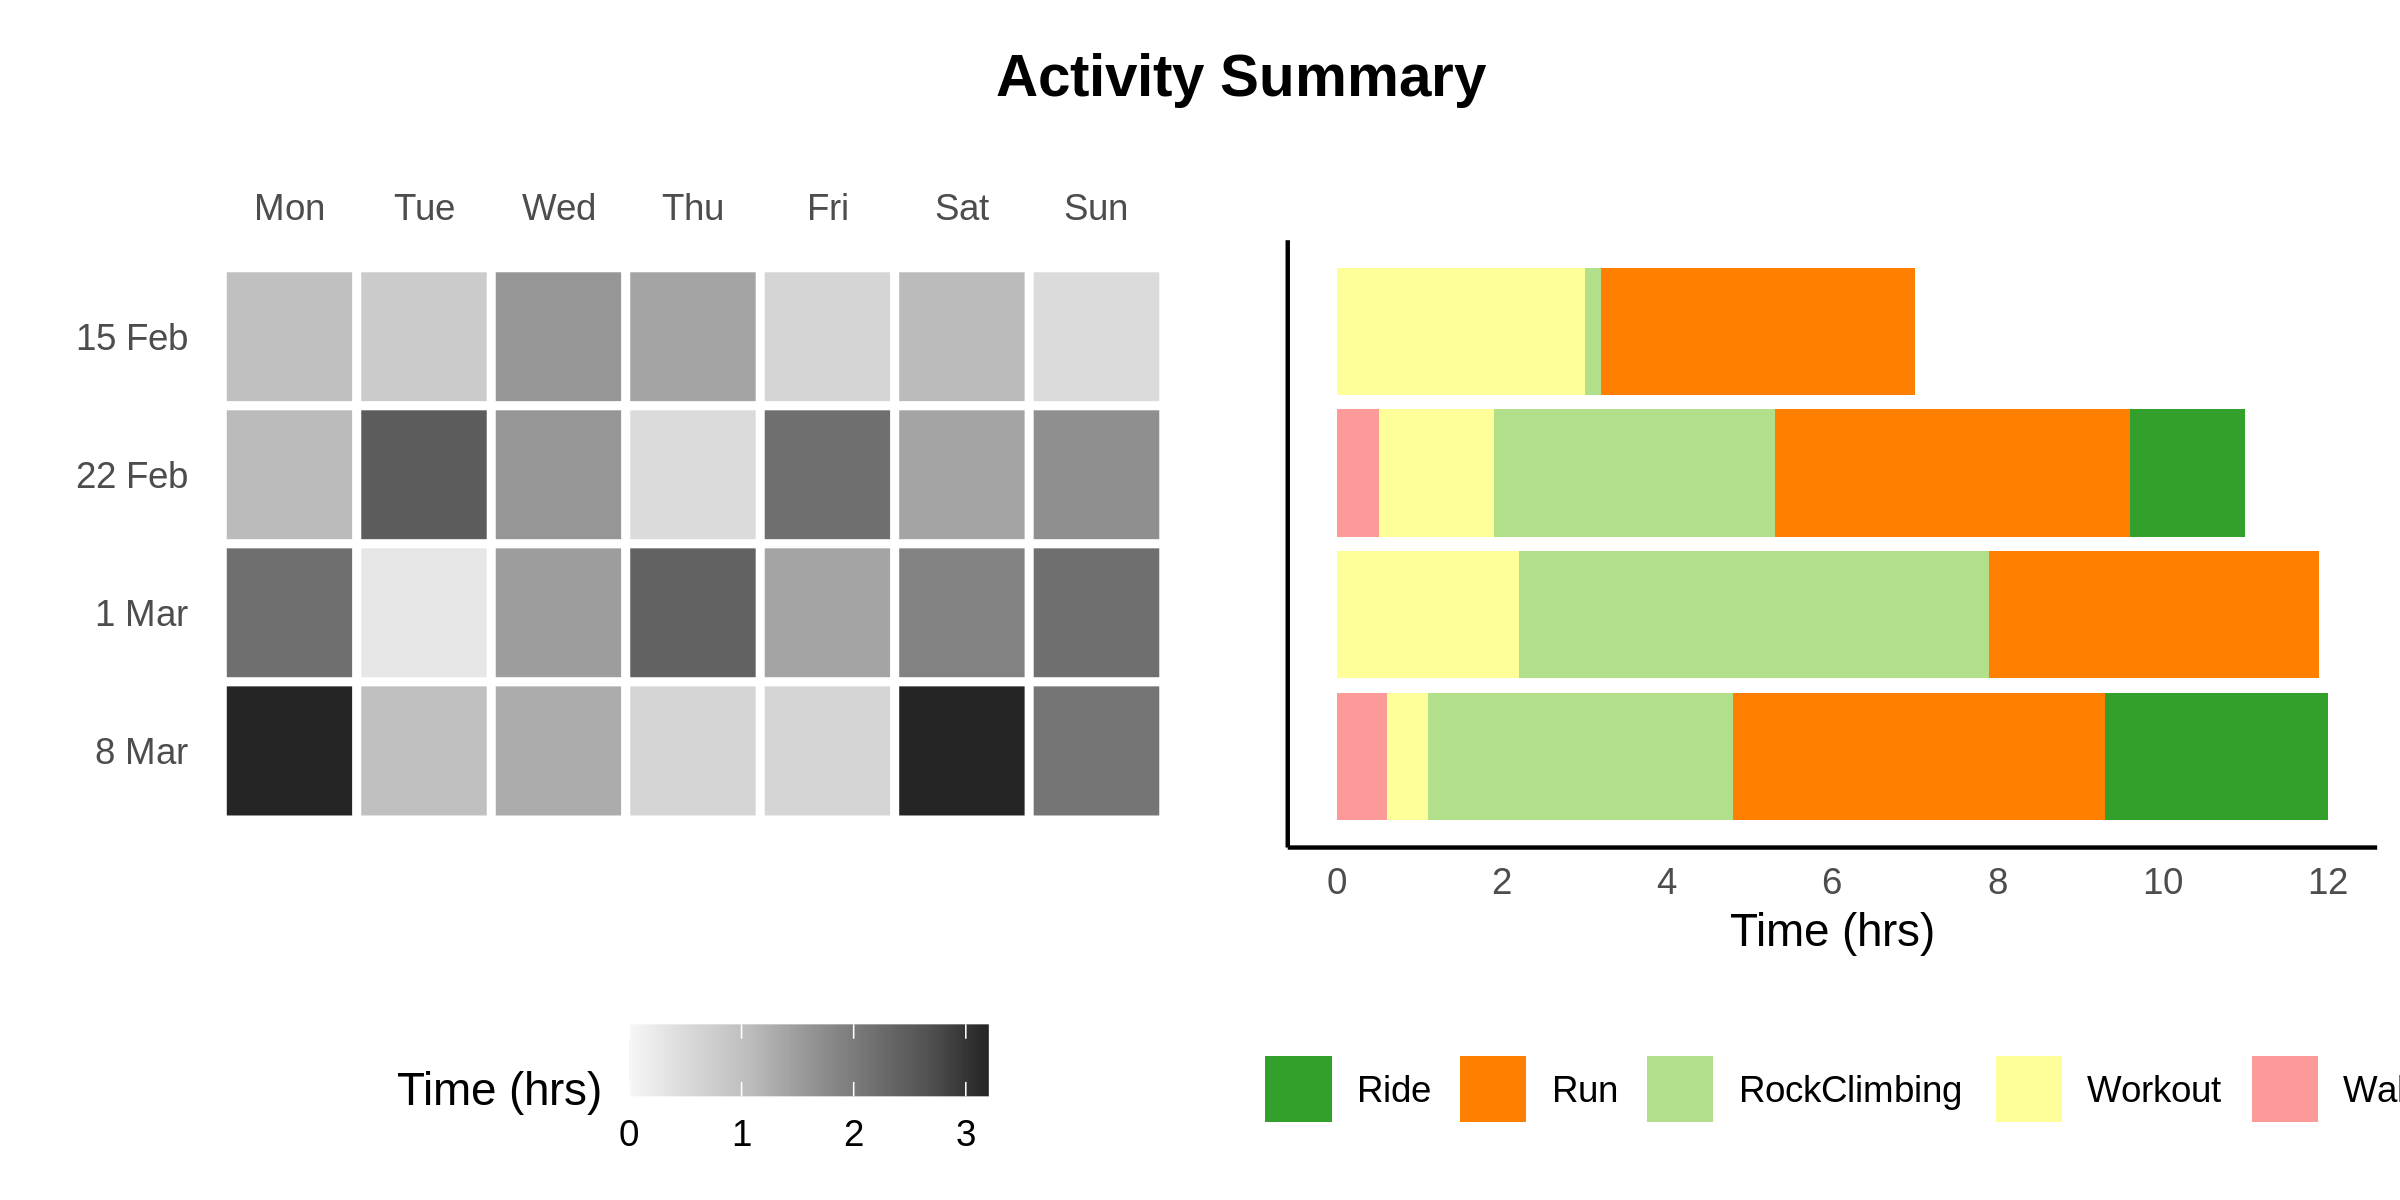 Activity Summary
Mon Tue Wed Thu Fri Sat Sun
15 Feb
22 Feb
1 Mar
8 Mar
0 2 4 6 8 10 12
Time (hrs)
Time (hrs)
0 1 2 3
Ride Run RockClimbing Workout